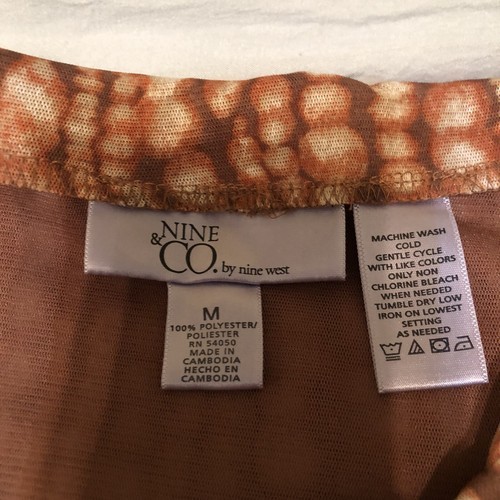 NINE
& CO. by nine west
M
100% POLYESTER/
POLIESTER
RN 54050
MADE IN
CAMBODIA
HECHO EN
CAMBODIA
MACHINE WASH
COLD
GENTLE CYCLE
WITH LIKE COLORS
ONLY NON
CHLORINE BLEACH
WHEN NEEDED
TUMBLE DRY LOW
IRON ON LOWEST
SETTING
AS NEEDED